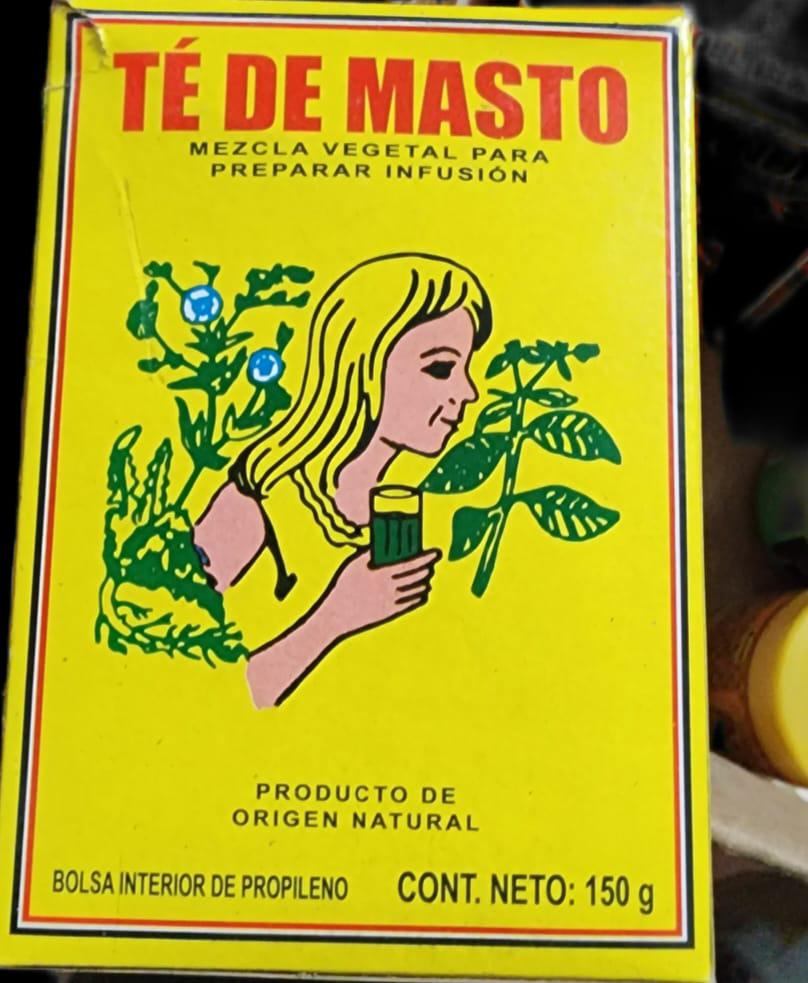 TÉ DE MASTO
MEZCLA VEGETAL PARA
PREPARAR INFUSIÓN
PRODUCTO DE
ORIGEN NATURAL
BOLSA INTERIOR DE PROPILENO CONT. NETO: 150 g